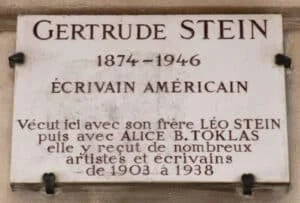 GERTRUDE STEIN
1874-1946
ÉCRIVAIN AMÉRICAIN
Vécut ici avec son frère LÉO STEIN
puis avec ALICE B. TOKLAS
elle y reçut de nombreux
artistes et écrivains
de 1903 à 1938